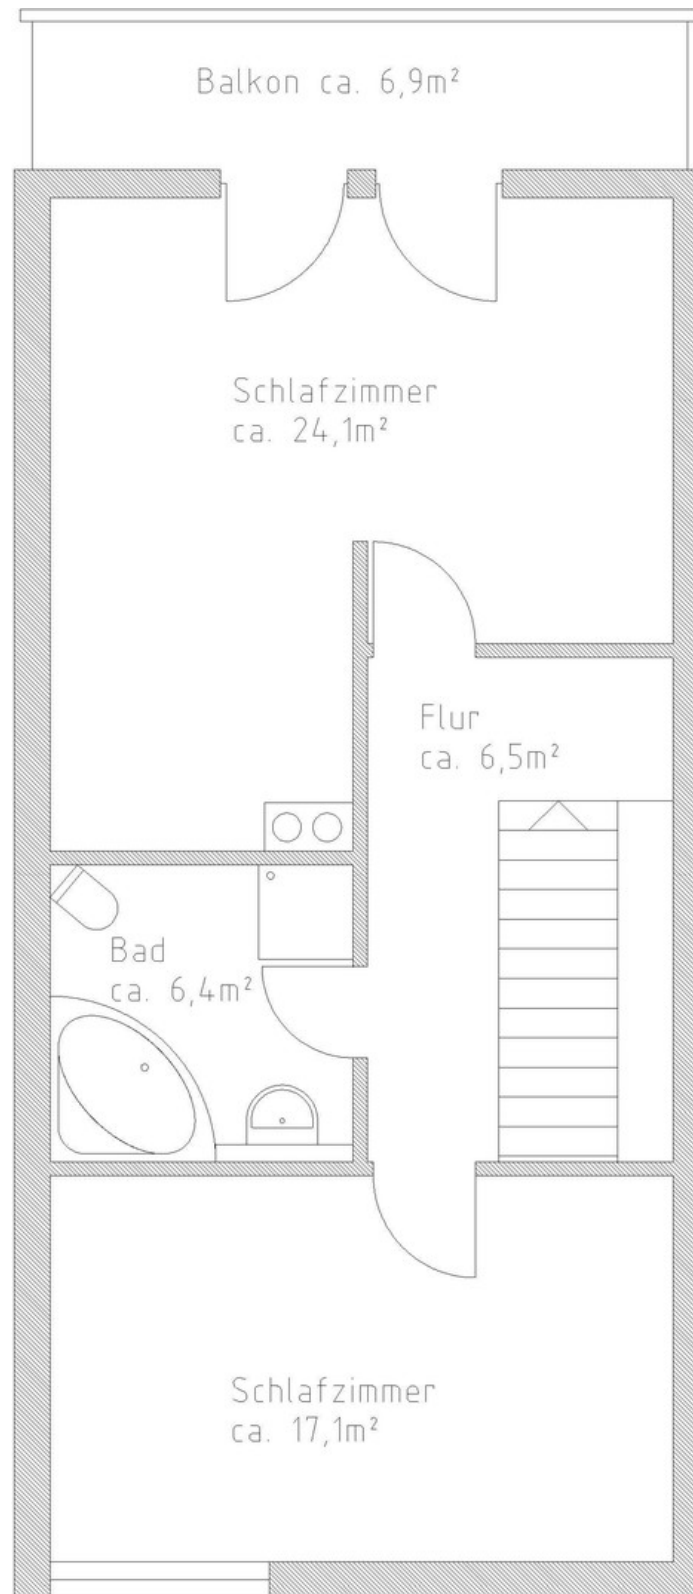 Balkon ca. 6,9m²
Schlafzimmer
ca. 24,1m²
Flur
ca. 6,5m²
Bad
ca. 6,4m²
Schlafzimmer
ca. 17,1m²